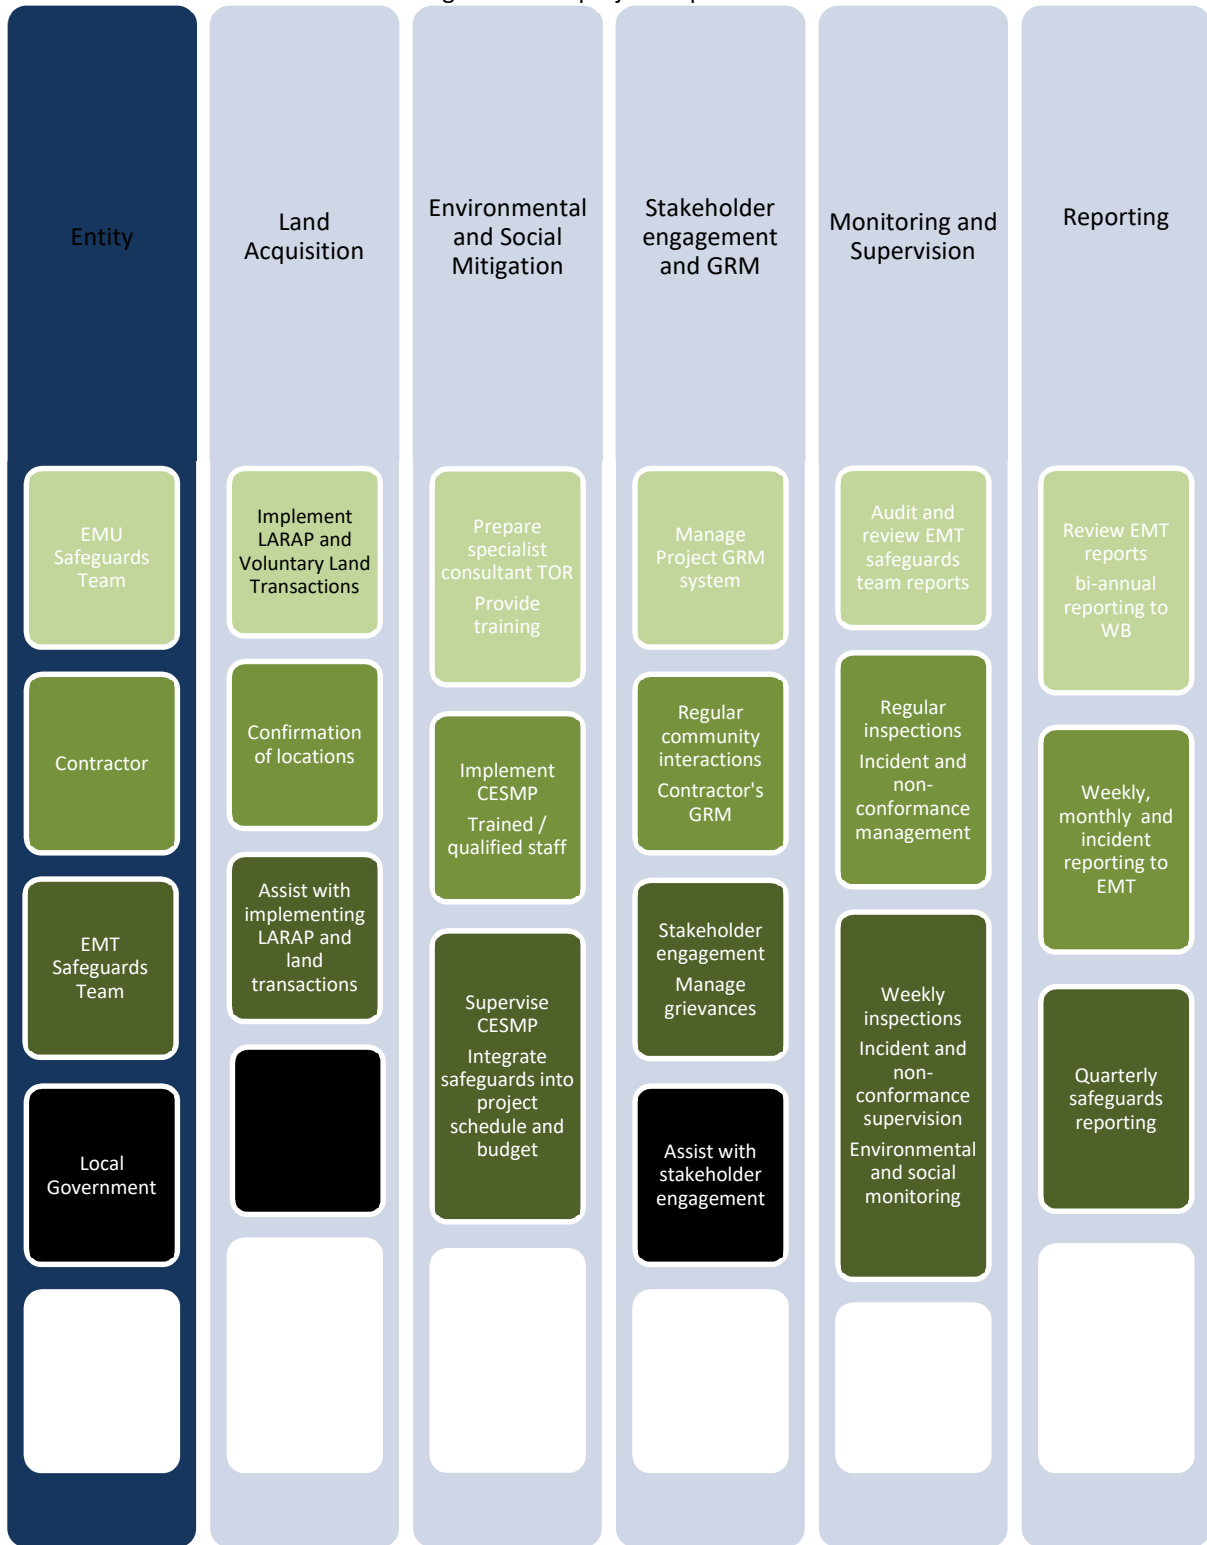 Entity
Land
Acquisition
Environmental
and Social
Mitigation
Stakeholder
engagement
and GRM
Monitoring and
Supervision
Reporting
EMU
Safeguards
Team
Contractor
EMT
Safeguards
Team
Local
Government
Implement
LARAP and
Voluntary Land
Transactions
Confirmation
of locations
Assist with
implementing
LARAP and
land
transactions
Prepare
specialist
consultant TOR
Provide
training
Implement
CESMP
Trained /
qualified staff
Supervise
CESMP
Integrate
safeguards into
project
schedule and
budget
Manage
Project GRM
system
Regular
community
interactions
Contractor's
GRM
Stakeholder
engagement
Manage
grievances
Assist with
stakeholder
engagement
Audit and
review EMT
safeguards
team reports
Regular
inspections
Incident and
non-
conformance
management
Weekly
inspections
Incident and
non-
conformance
supervision
Environmental
and social
monitoring
Review EMT
reports
bi-annual
reporting to
WB
Weekly,
monthly and
incident
reporting to
EMT
Quarterly
safeguards
reporting